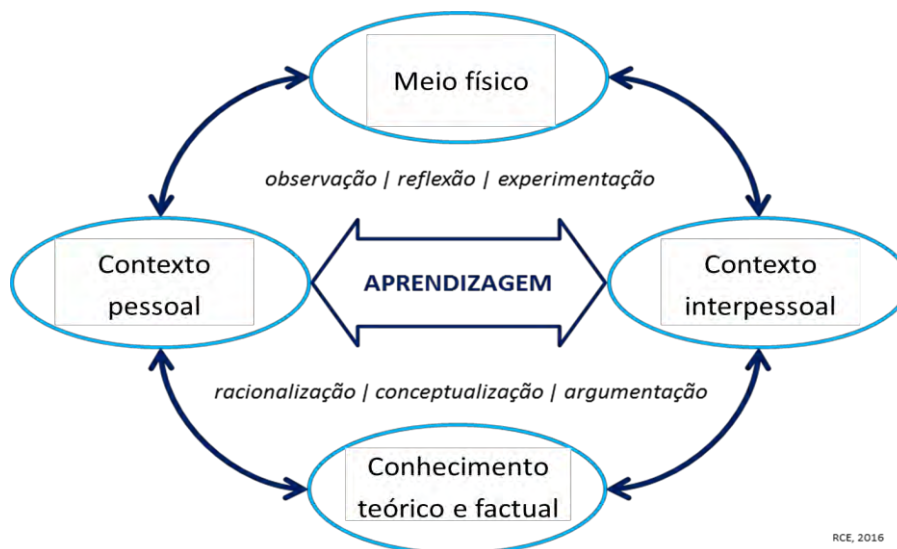 Meio físico
observação | reflexão | experimentação
Contexto
pessoal
APRENDIZAGEM
Contexto
interpessoal
racionalização | conceptualização | argumentação
Conhecimento
teórico e factual
RCE, 2016